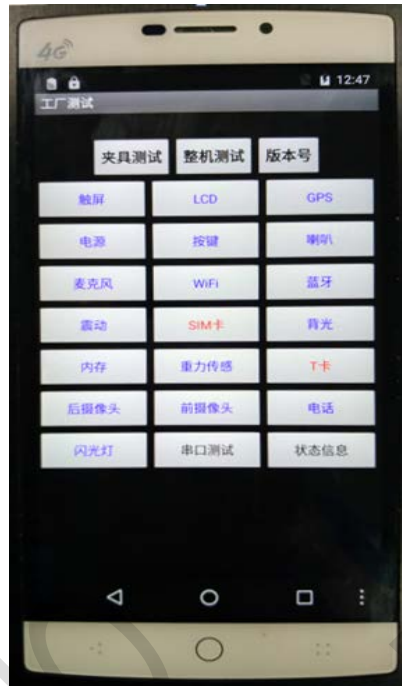 4G
12:47
工厂测试
夹具测试 整机测试 版本号
触屏 LCD GPS
电源 按键 喇叭
麦克风 WiFi 蓝牙
震动 SIM卡 背光
内存 重力传感 T卡
后摄像头 前摄像头 电话
闪光灯 串口测试 状态信息